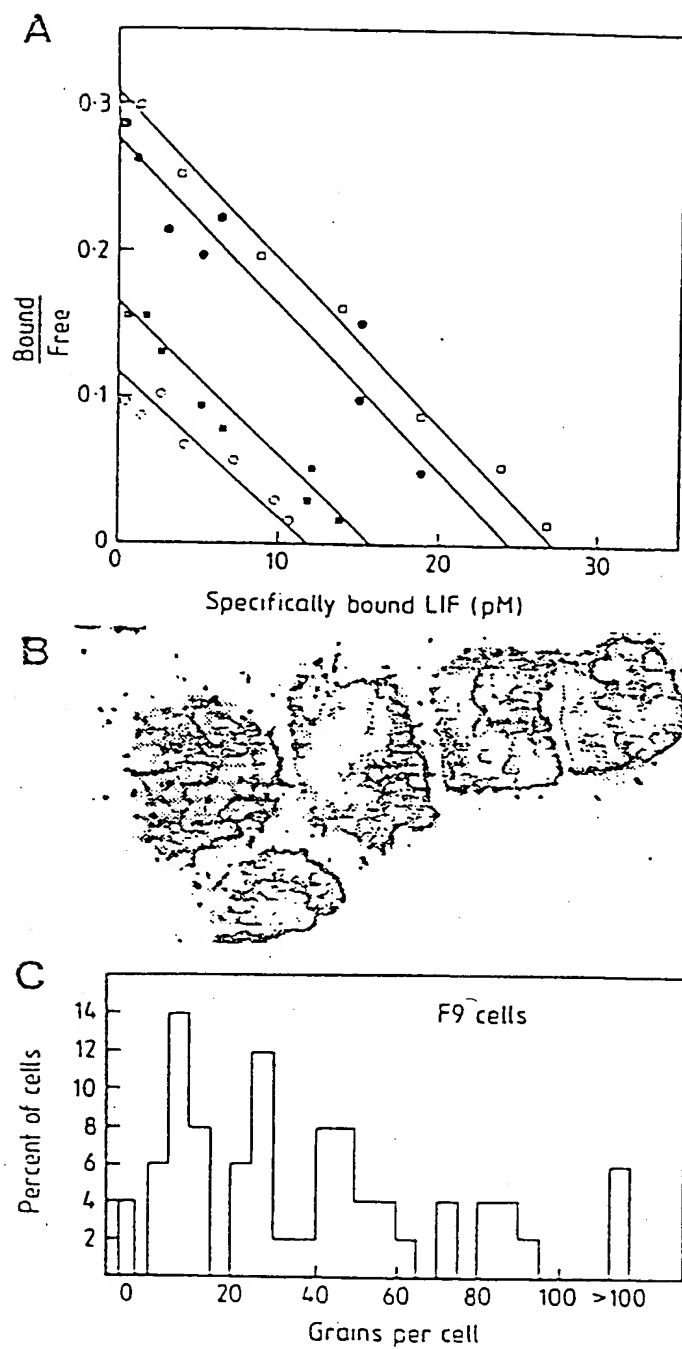 A
0·3
0·2
0·1
0
Bound
Free
0 10 20 30
Specifically bound LIF (pM)
B
C
F9 cells
14
12
10
8
6
4
2
Percent of cells
0 20 40 60 80 100 >100
Grains per cell